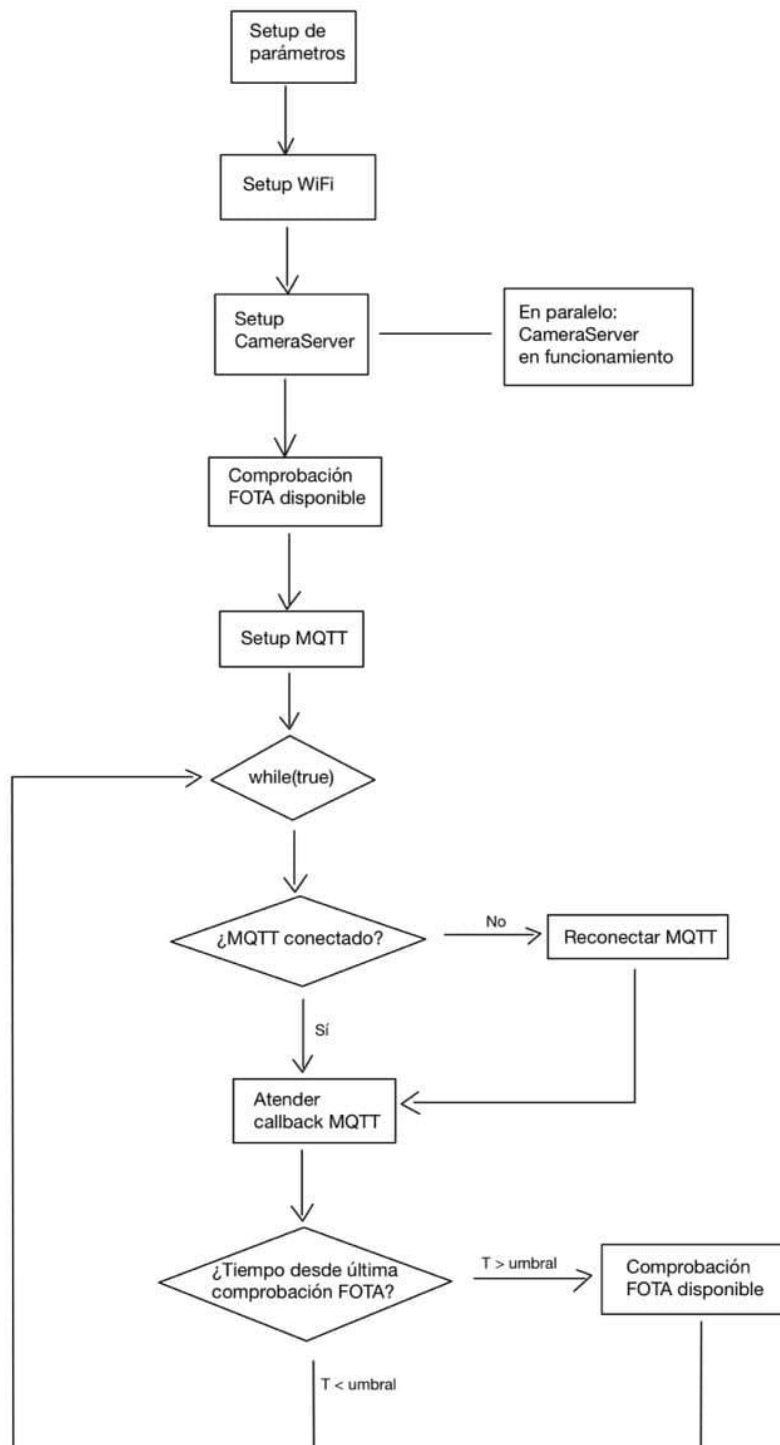 Setup de
parámetros
Setup WiFi
Setup
CameraServer
En paralelo:
CameraServer
en funcionamiento
Comprobación
FOTA disponible
Setup MQTT
while(true)
¿MQTT conectado?
No
Reconectar MQTT
Sí
Atender
callback MQTT
¿Tiempo desde última
comprobación FOTA?
T > umbral
Comprobación
FOTA disponible
T < umbral